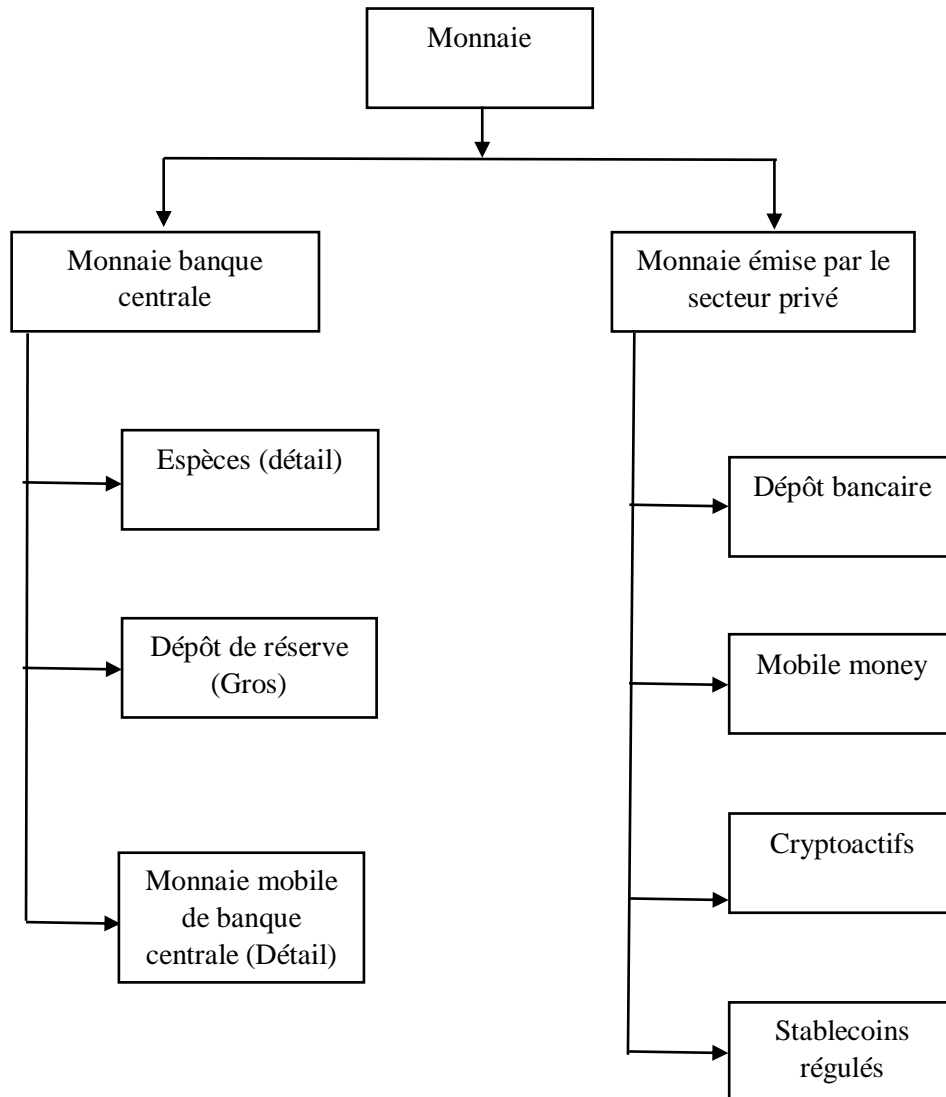 Monnaie
Monnaie banque
centrale
Monnaie émise par le
secteur privé
Espèces (détail)
Dépôt de réserve
(Gros)
Monnaie mobile
de banque
centrale (Détail)
Dépôt bancaire
Mobile money
Cryptoactifs
Stablecoins
régulés